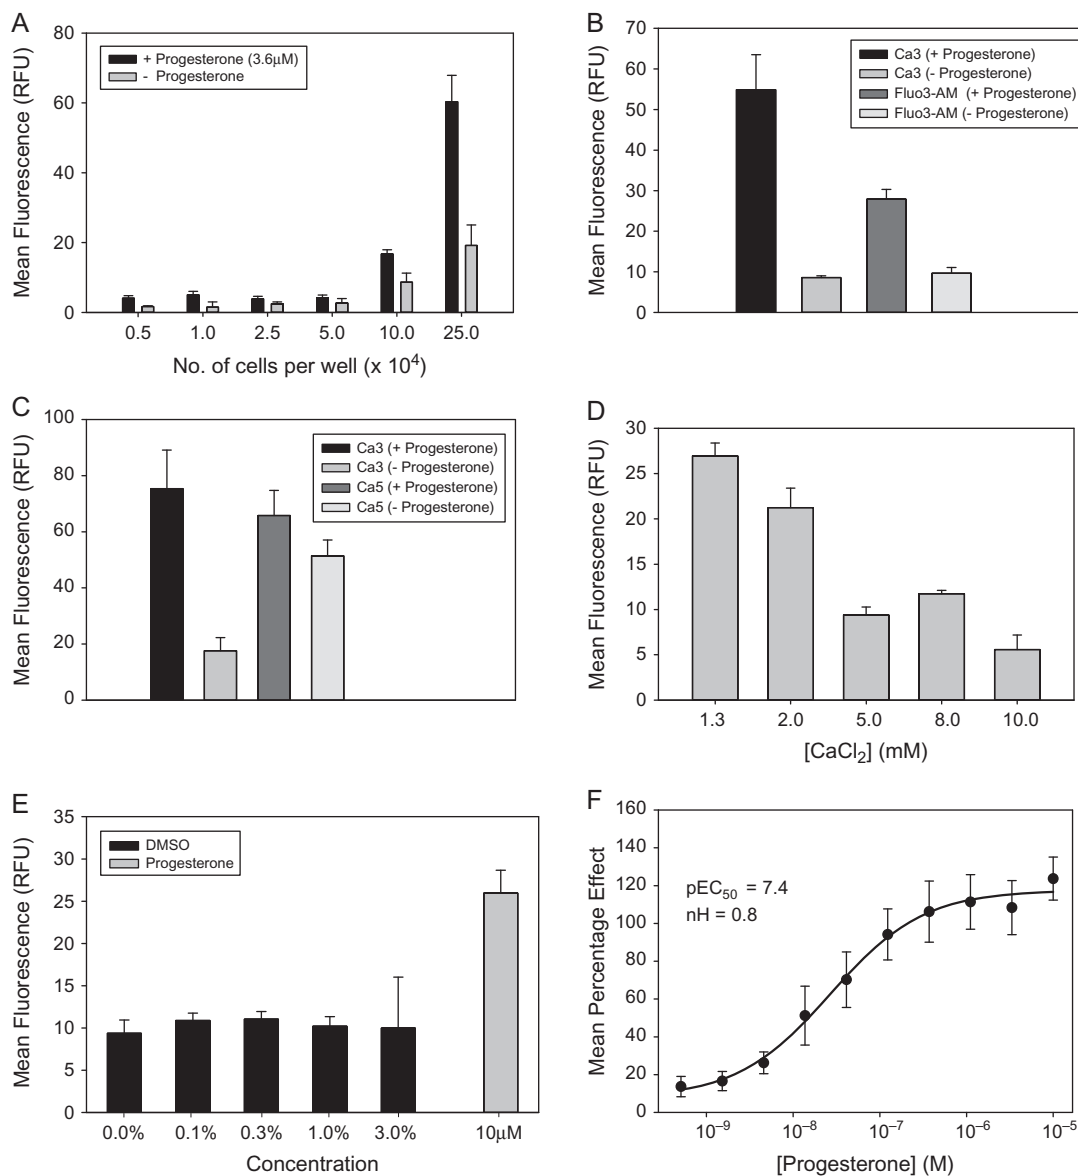 A
Mean Fluorescence (RFU)
80
60
40
20
0
+ Progesterone (3.6μM)
- Progesterone
0.5 1.0 2.5 5.0 10.0 25.0
No. of cells per well (x 10⁴)
B
Mean Fluorescence (RFU)
70
60
50
40
30
20
10
0
Ca3 (+ Progesterone)
Ca3 (- Progesterone)
Fluo3-AM (+ Progesterone)
Fluo3-AM (- Progesterone)
C
Mean Fluorescence (RFU)
100
80
60
40
20
0
Ca3 (+ Progesterone)
Ca3 (- Progesterone)
Ca5 (+ Progesterone)
Ca5 (- Progesterone)
D
Mean Fluorescence (RFU)
30
25
20
15
10
5
0
1.3 2.0 5.0 8.0 10.0
[CaCl₂] (mM)
E
Mean Fluorescence (RFU)
35
30
25
20
15
10
5
0
DMSO
Progesterone
0.0% 0.1% 0.3% 1.0% 3.0% 10μM
Concentration
F
Mean Percentage Effect
160
140
120
100
80
60
40
20
0
pEC₅₀ = 7.4
nH = 0.8
10⁻⁹ 10⁻⁸ 10⁻⁷ 10⁻⁶ 10⁻⁵
[Progesterone] (M)